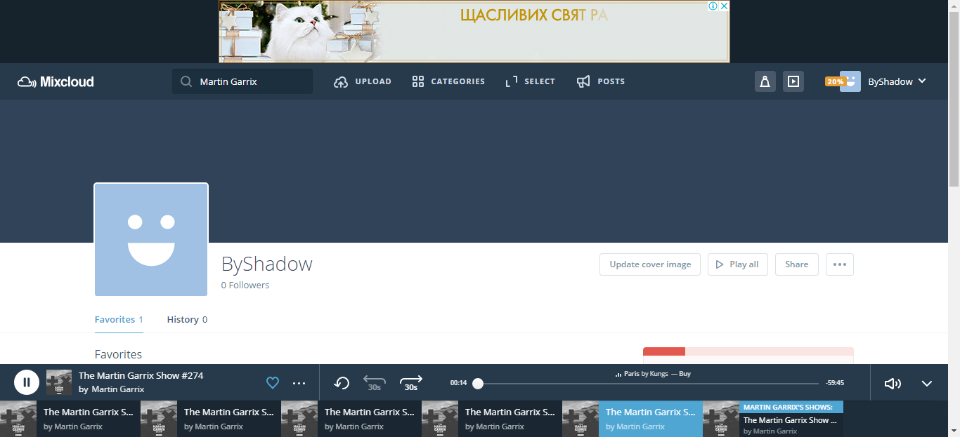 ЩАСЛИВИХ СВЯТ РА
Mixcloud
Martin Garrix
UPLOAD
CATEGORIES
SELECT
POSTS
20%
ByShadow
ByShadow
0 Followers
Update cover image
Play all
Share
Favorites 1
History 0
Favorites
The Martin Garrix Show #274
by Martin Garrix
30s
30s
00:14
Paris by Kungs — Buy
-59:45
The Martin Garrix S...
by Martin Garrix
The Martin Garrix S...
by Martin Garrix
The Martin Garrix S...
by Martin Garrix
The Martin Garrix S...
by Martin Garrix
The Martin Garrix S...
by Martin Garrix
MARTIN GARRIX'S SHOWS:
The Martin Garrix Show ...
by Martin Garrix